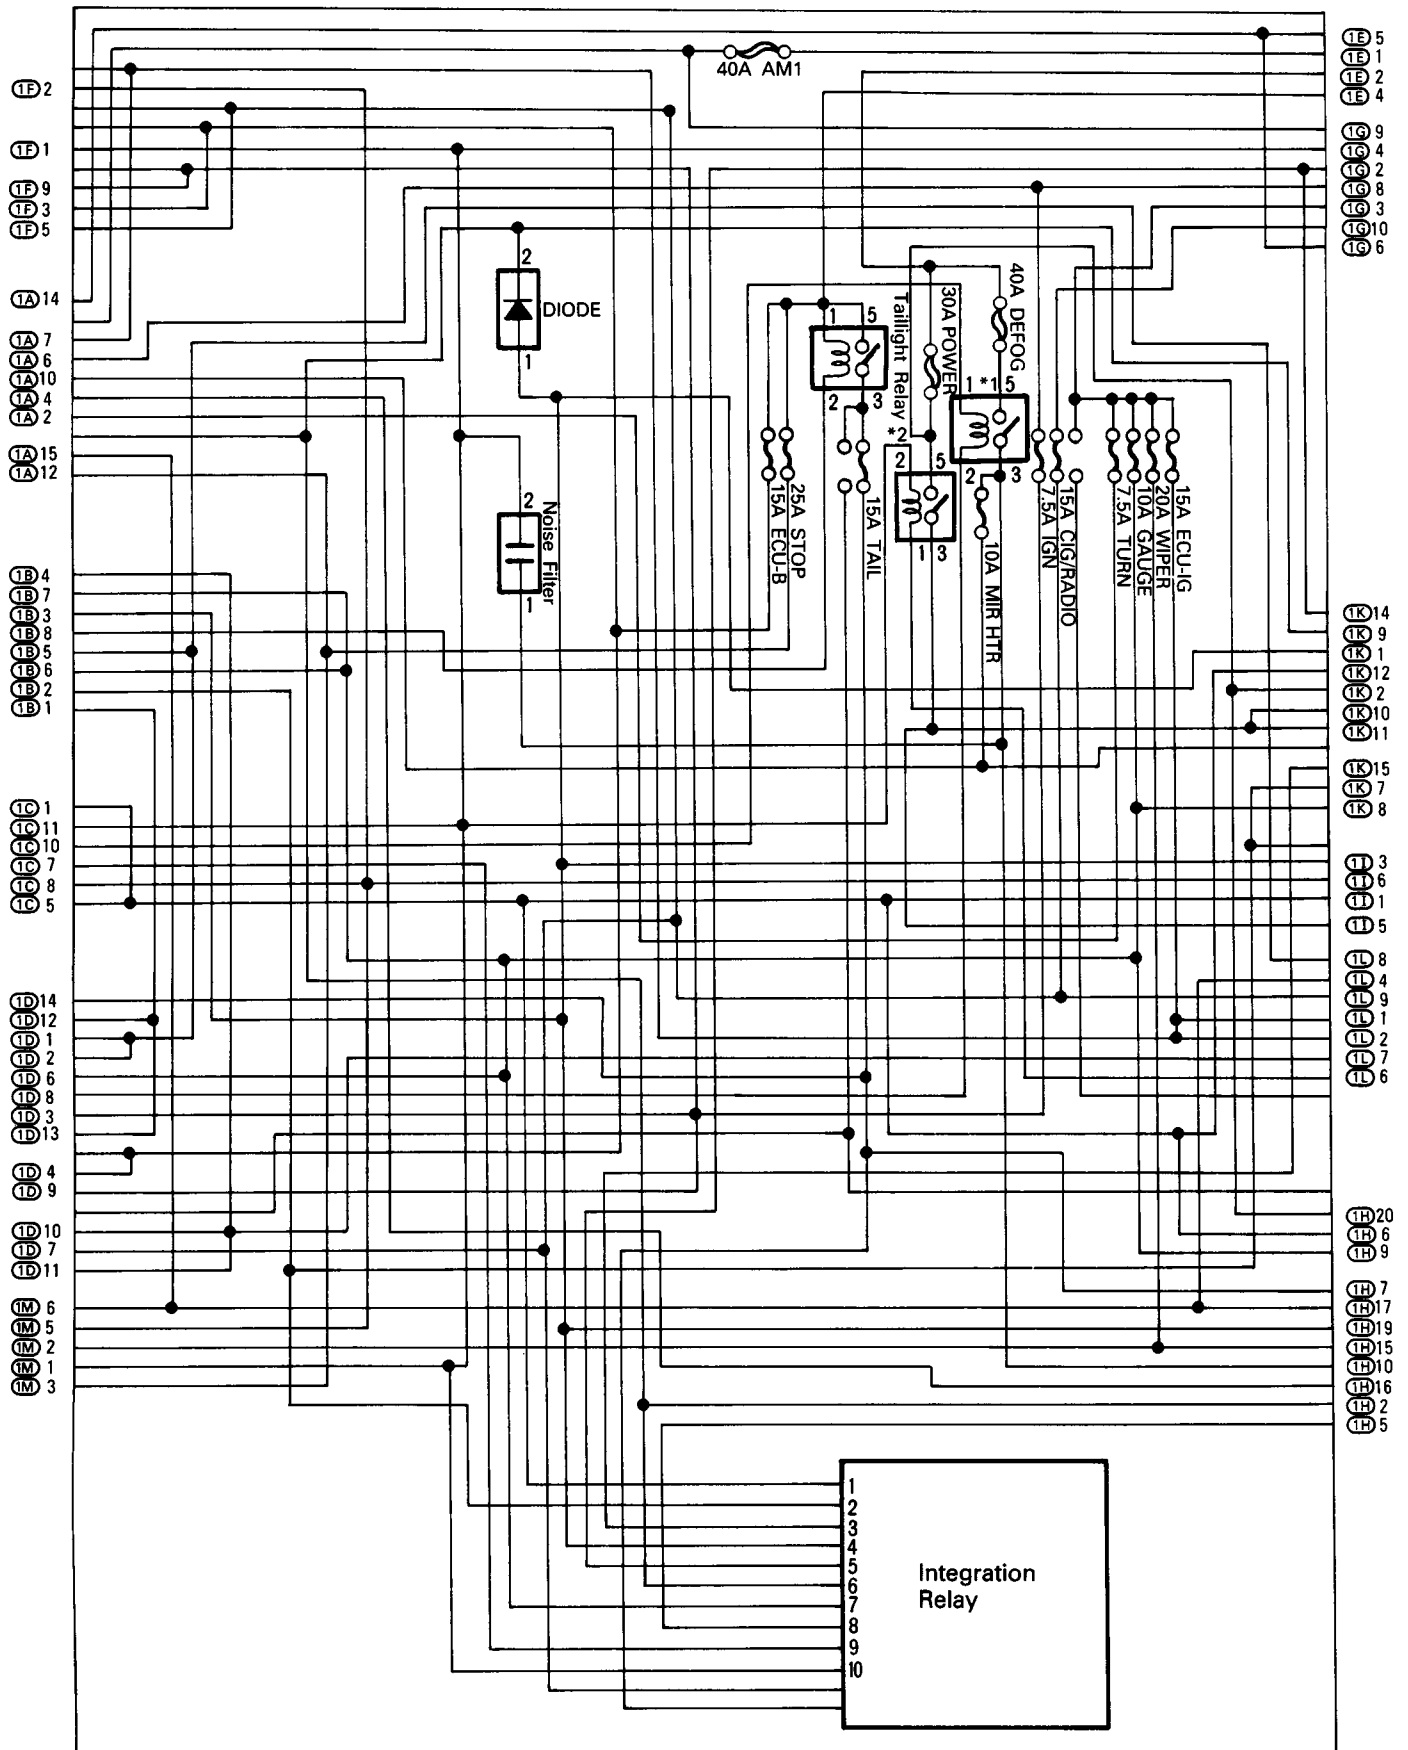 40A AM1
1E 5
1E 1
1E 2
1E 4
1G 9
1G 4
1G 2
1G 8
1G 3
1G 10
1G 6
1F 2
1F 1
1F 9
1F 3
1F 5
1A 14
1A 7
1A 6
1A 10
1A 4
1A 2
1A 15
1A 12
1B 4
1B 7
1B 3
1B 8
1B 5
1B 6
1B 2
1B 1
1C 1
1C 11
1C 10
1C 7
1C 8
1C 5
1D 14
1D 12
1D 1
1D 2
1D 6
1D 8
1D 3
1D 13
1D 4
1D 9
1D 10
1D 7
1D 11
1M 6
1M 5
1M 2
1M 1
1M 3
2
DIODE
1
2
Noise Filter
1
1 5
2 3
Taillight Relay
*2
30A POWER
40A DEFOG
1 *1 5
2 3
2 5
1 3
15A ECU-B
25A STOP
15A TAIL
10A MIR HTR
7.5A IGN
15A CIG/RADIO
7.5A TURN
10A GAUGE
20A WIPER
15A ECU-IG
1K 14
1K 9
1K 1
1K 12
1K 2
1K 10
1K 11
1K 15
1K 7
1K 8
1I 3
1I 6
1I 1
1I 5
1L 8
1L 4
1L 9
1L 1
1L 2
1L 7
1L 6
1H 20
1H 6
1H 9
1H 7
1H 17
1H 19
1H 15
1H 10
1H 16
1H 2
1H 5
1
2
3
4
5
6
7
8
9
10
Integration
Relay